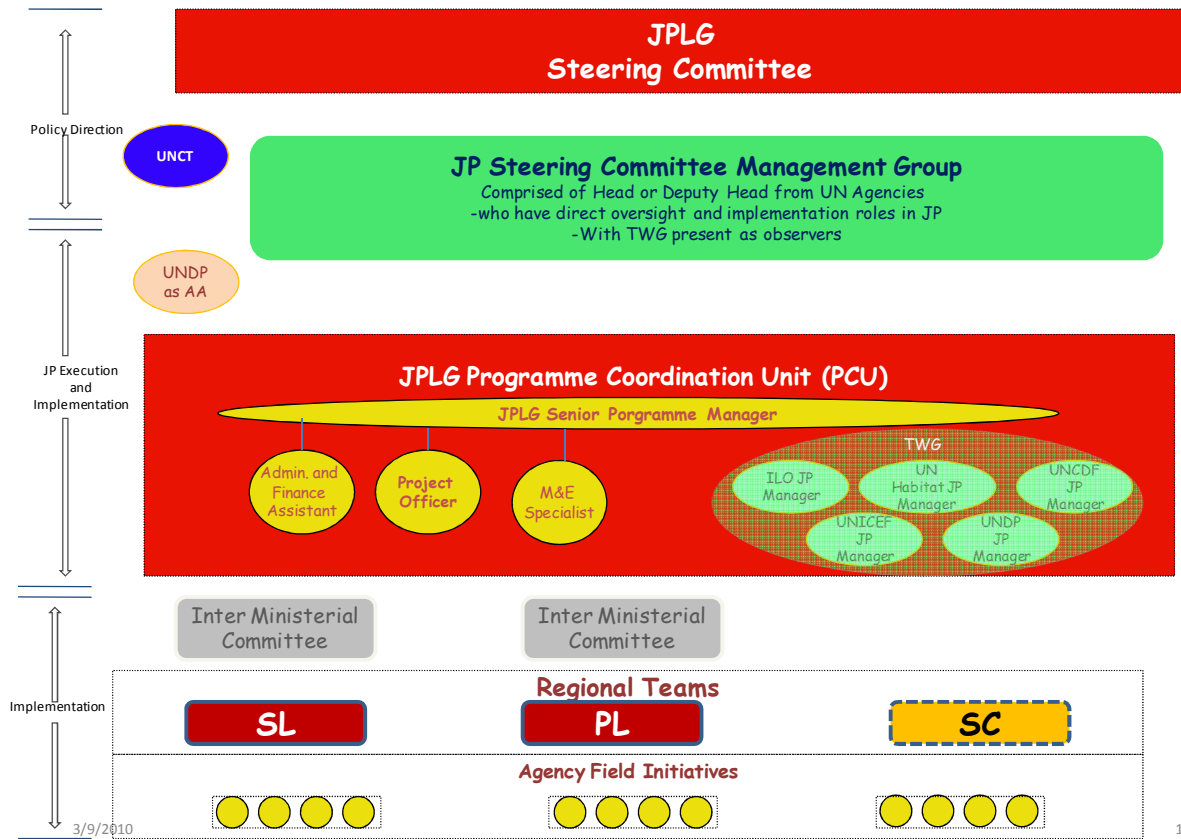 JPLG
Steering Committee
Policy Direction
UNCT
JP Steering Committee Management Group
Comprised of Head or Deputy Head from UN Agencies
-who have direct oversight and implementation roles in JP
-With TWG present as observers
UNDP
as AA
JP Execution
and
Implementation
JPLG Programme Coordination Unit (PCU)
JPLG Senior Porgramme Manager
Admin. and
Finance
Assistant
Project
Officer
M&E
Specialist
TWG
ILO JP
Manager
UN
Habitat JP
Manager
UNCDF
JP
Manager
UNICEF
JP
Manager
UNDP
JP
Manager
Inter Ministerial
Committee
Inter Ministerial
Committee
Implementation
Regional Teams
SL
PL
SC
Agency Field Initiatives
3/9/2010
1